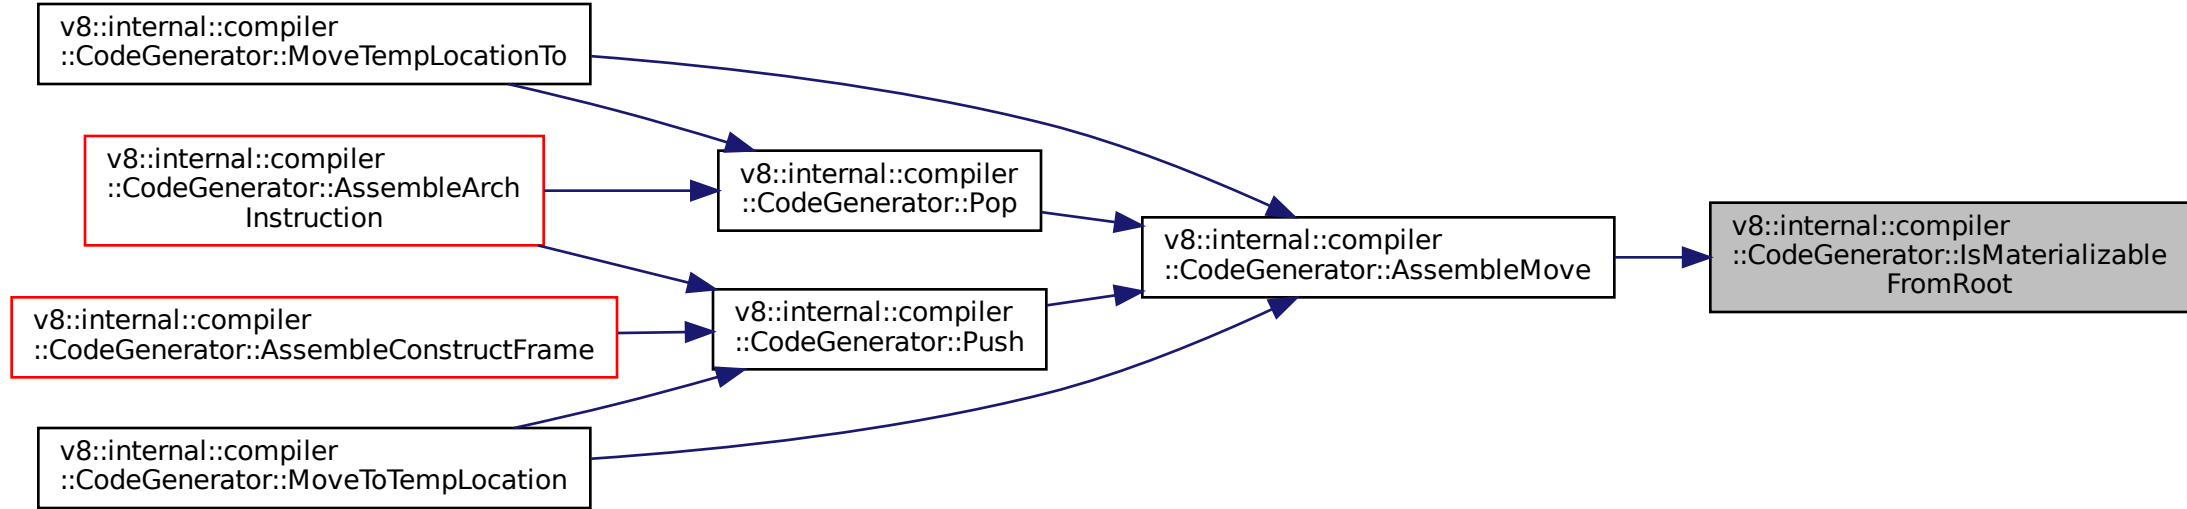 v8::internal::compiler
::CodeGenerator::MoveTempLocationTo
v8::internal::compiler
::CodeGenerator::AssembleArch
Instruction
v8::internal::compiler
::CodeGenerator::AssembleConstructFrame
v8::internal::compiler
::CodeGenerator::MoveToTempLocation
v8::internal::compiler
::CodeGenerator::Pop
v8::internal::compiler
::CodeGenerator::Push
v8::internal::compiler
::CodeGenerator::AssembleMove
v8::internal::compiler
::CodeGenerator::IsMaterializable
FromRoot